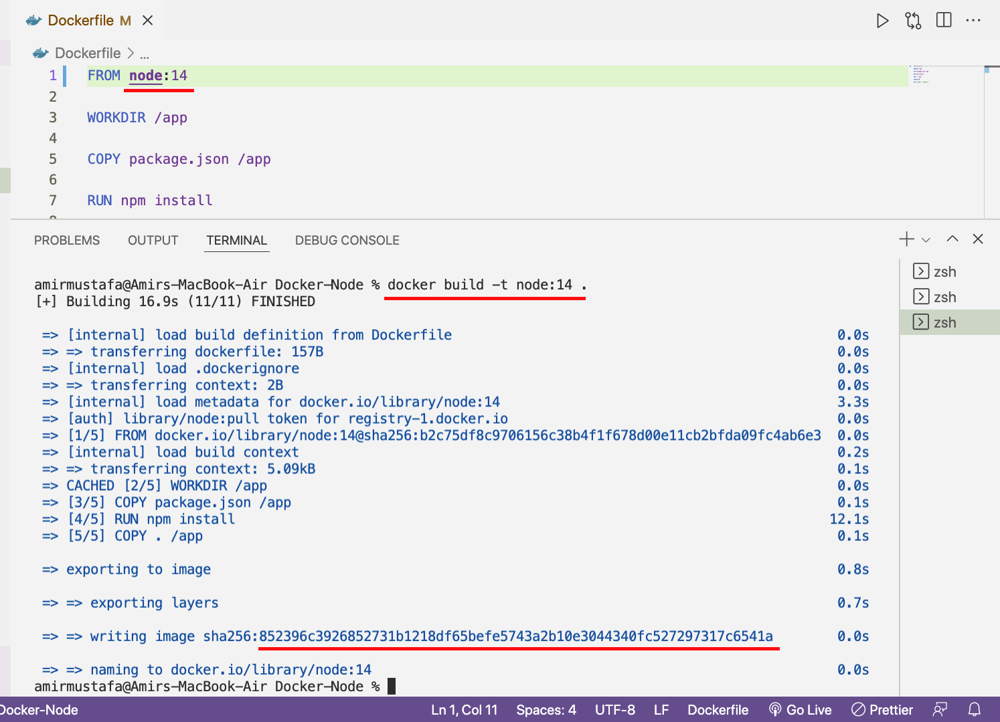 Dockerfile M
Dockerfile > ...
1 FROM node:14
2
3 WORKDIR /app
4
5 COPY package.json /app
6
7 RUN npm install
PROBLEMS OUTPUT TERMINAL DEBUG CONSOLE
zsh
zsh
zsh
amirmustafa@Amirs-MacBook-Air Docker-Node % docker build -t node:14 .
[+] Building 16.9s (11/11) FINISHED
=> [internal] load build definition from Dockerfile 0.0s
=> => transferring dockerfile: 157B 0.0s
=> [internal] load .dockerignore 0.0s
=> => transferring context: 2B 0.0s
=> [internal] load metadata for docker.io/library/node:14 3.3s
=> [auth] library/node:pull token for registry-1.docker.io 0.0s
=> [1/5] FROM docker.io/library/node:14@sha256:b2c75df8c9706156c38b4f1f678d00e11cb2bfda09fc4ab6e3 0.0s
=> [internal] load build context 0.2s
=> => transferring context: 5.09kB 0.1s
=> CACHED [2/5] WORKDIR /app 0.0s
=> [3/5] COPY package.json /app 0.1s
=> [4/5] RUN npm install 12.1s
=> [5/5] COPY . /app 0.1s
=> exporting to image 0.8s
=> => exporting layers 0.7s
=> => writing image sha256:852396c3926852731b1218df65befe5743a2b10e3044340fc527297317c6541a 0.0s
=> => naming to docker.io/library/node:14 0.0s
amirmustafa@Amirs-MacBook-Air Docker-Node %
Docker-Node Ln 1, Col 11 Spaces: 4 UTF-8 LF Dockerfile Go Live Prettier